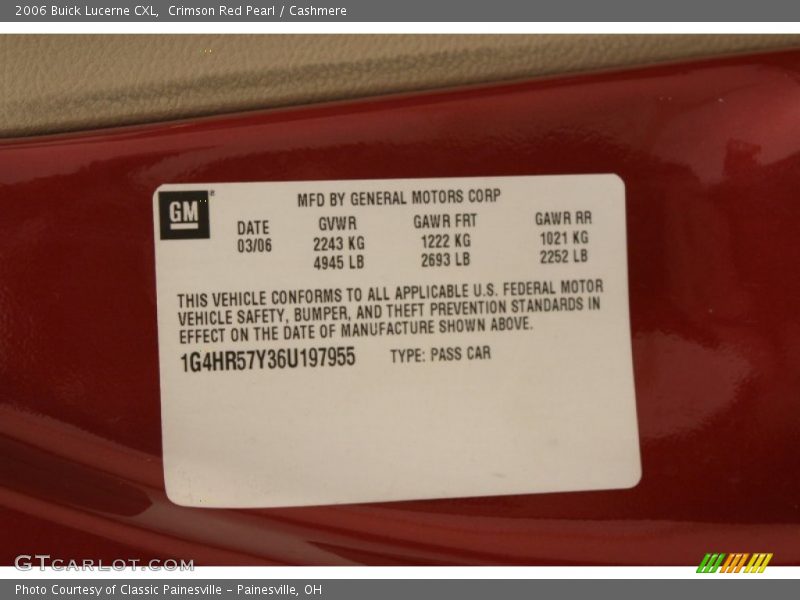 2006 Buick Lucerne CXL, Crimson Red Pearl / Cashmere
GM
MFD BY GENERAL MOTORS CORP
DATE GVWR GAWR FRT GAWR RR
03/06 2243 KG 1222 KG 1021 KG
4945 LB 2693 LB 2252 LB
THIS VEHICLE CONFORMS TO ALL APPLICABLE U.S. FEDERAL MOTOR
VEHICLE SAFETY, BUMPER, AND THEFT PREVENTION STANDARDS IN
EFFECT ON THE DATE OF MANUFACTURE SHOWN ABOVE.
1G4HR57Y36U197955 TYPE: PASS CAR
GTCARLOT.COM
Photo Courtesy of Classic Painesville - Painesville, OH